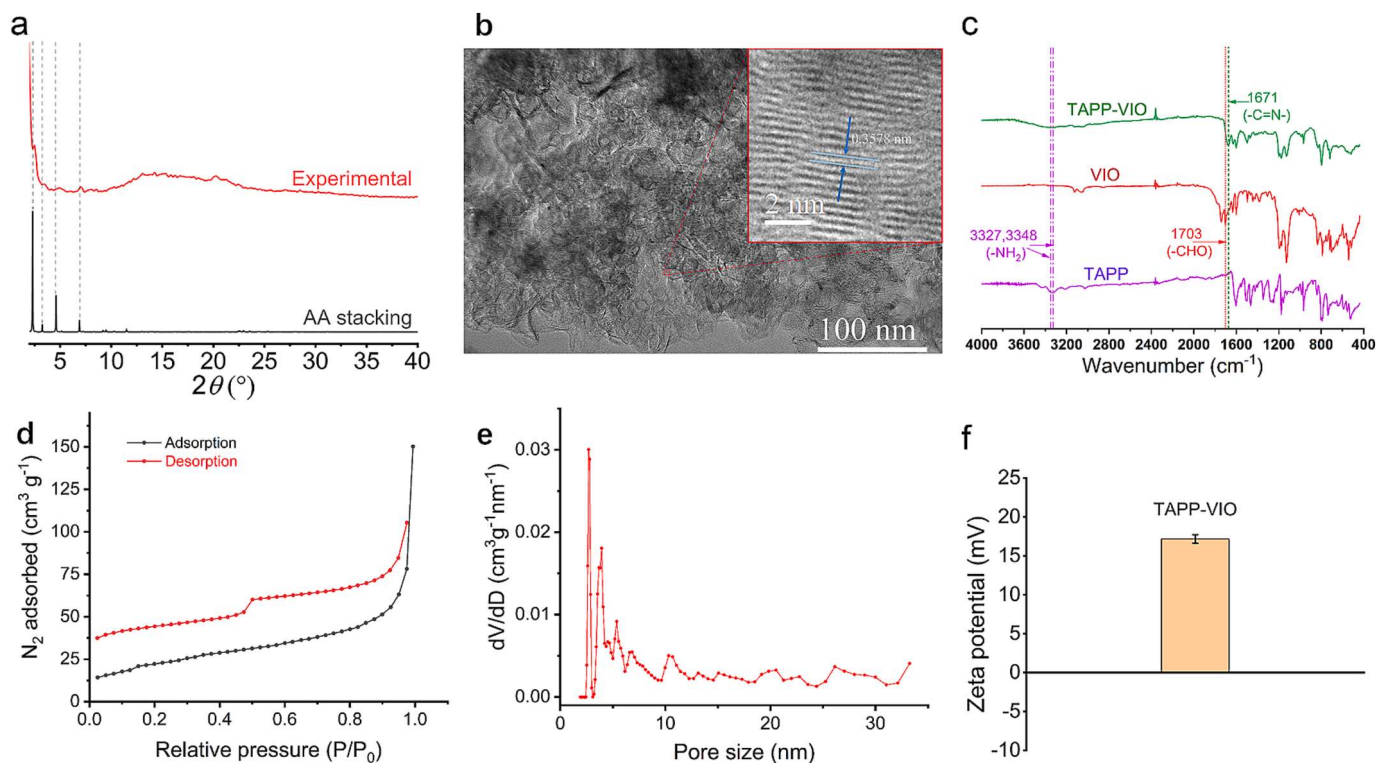 a
Experimental
AA stacking
5 10 15 20 25 30 35 40
2θ (°)
b
0.3578 nm
2 nm
100 nm
c
TAPP-VIO
1671
(-C=N-)
VIO
3327,3348
(-NH₂)
1703
(-CHO)
TAPP
4000 3600 3200 2800 2400 2000 1600 1200 800 400
Wavenumber (cm⁻¹)
d
Adsorption
Desorption
150
125
100
75
50
25
0
N₂ adsorbed (cm³ g⁻¹)
0.0 0.2 0.4 0.6 0.8 1.0
Relative pressure (P/P₀)
e
0.03
0.02
0.01
0.00
dV/dD (cm³g⁻¹nm⁻¹)
0 10 20 30
Pore size (nm)
f
25
20
15
10
5
0
-5
-10
Zeta potential (mV)
TAPP-VIO